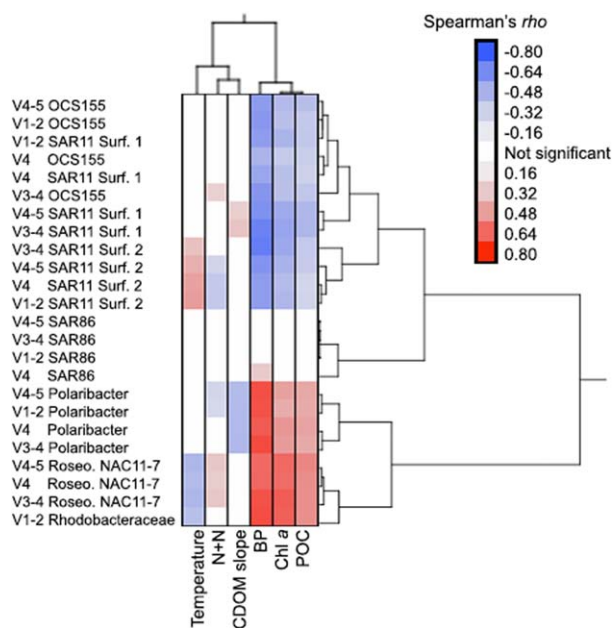 Spearman's rho
-0.80
-0.64
-0.48
-0.32
-0.16
Not significant
0.16
0.32
0.48
0.64
0.80
V4-5 OCS155
V1-2 OCS155
V1-2 SAR11 Surf. 1
V4 OCS155
V4 SAR11 Surf. 1
V3-4 OCS155
V4-5 SAR11 Surf. 1
V3-4 SAR11 Surf. 1
V3-4 SAR11 Surf. 2
V4-5 SAR11 Surf. 2
V4 SAR11 Surf. 2
V1-2 SAR11 Surf. 2
V4-5 SAR86
V3-4 SAR86
V1-2 SAR86
V4 SAR86
V4-5 Polaribacter
V1-2 Polaribacter
V4 Polaribacter
V3-4 Polaribacter
V4-5 Roseo. NAC11-7
V4 Roseo. NAC11-7
V3-4 Roseo. NAC11-7
V1-2 Rhodobacteraceae
Temperature
N+N
CDOM slope
BP
Chl a
POC